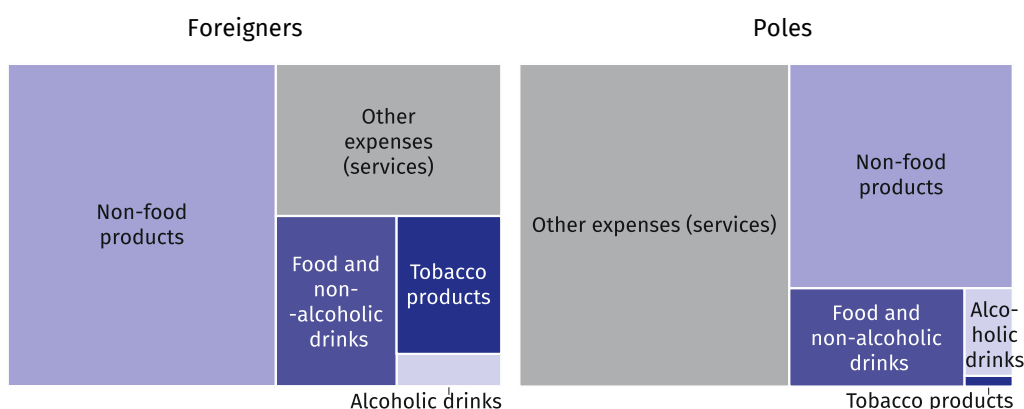 Foreigners
Non-food
products
Other
expenses
(services)
Food and
non-
-alcoholic
drinks
Tobacco
products
Alcoholic drinks
Poles
Other expenses (services)
Non-food
products
Food and
non-alcoholic
drinks
Alco-
holic
drinks
Tobacco products